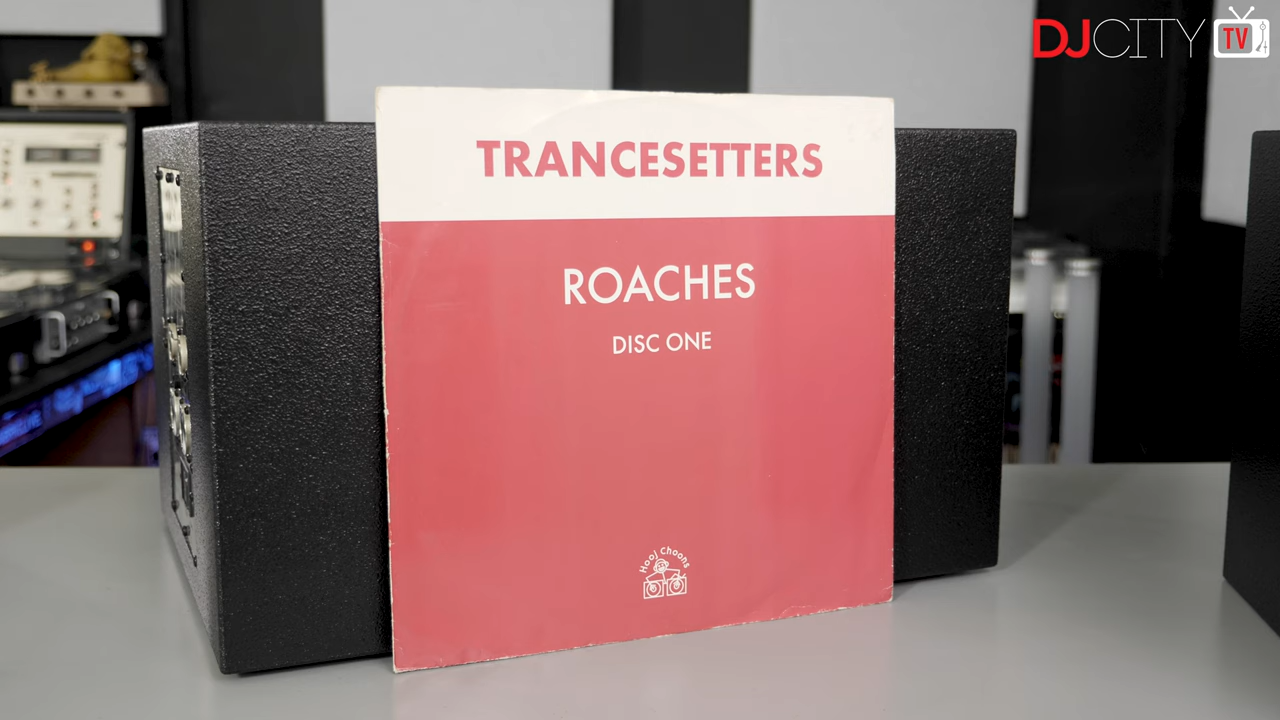 DJCITY TV
TRANCESETTERS
ROACHES
DISC ONE
Hooj Choons